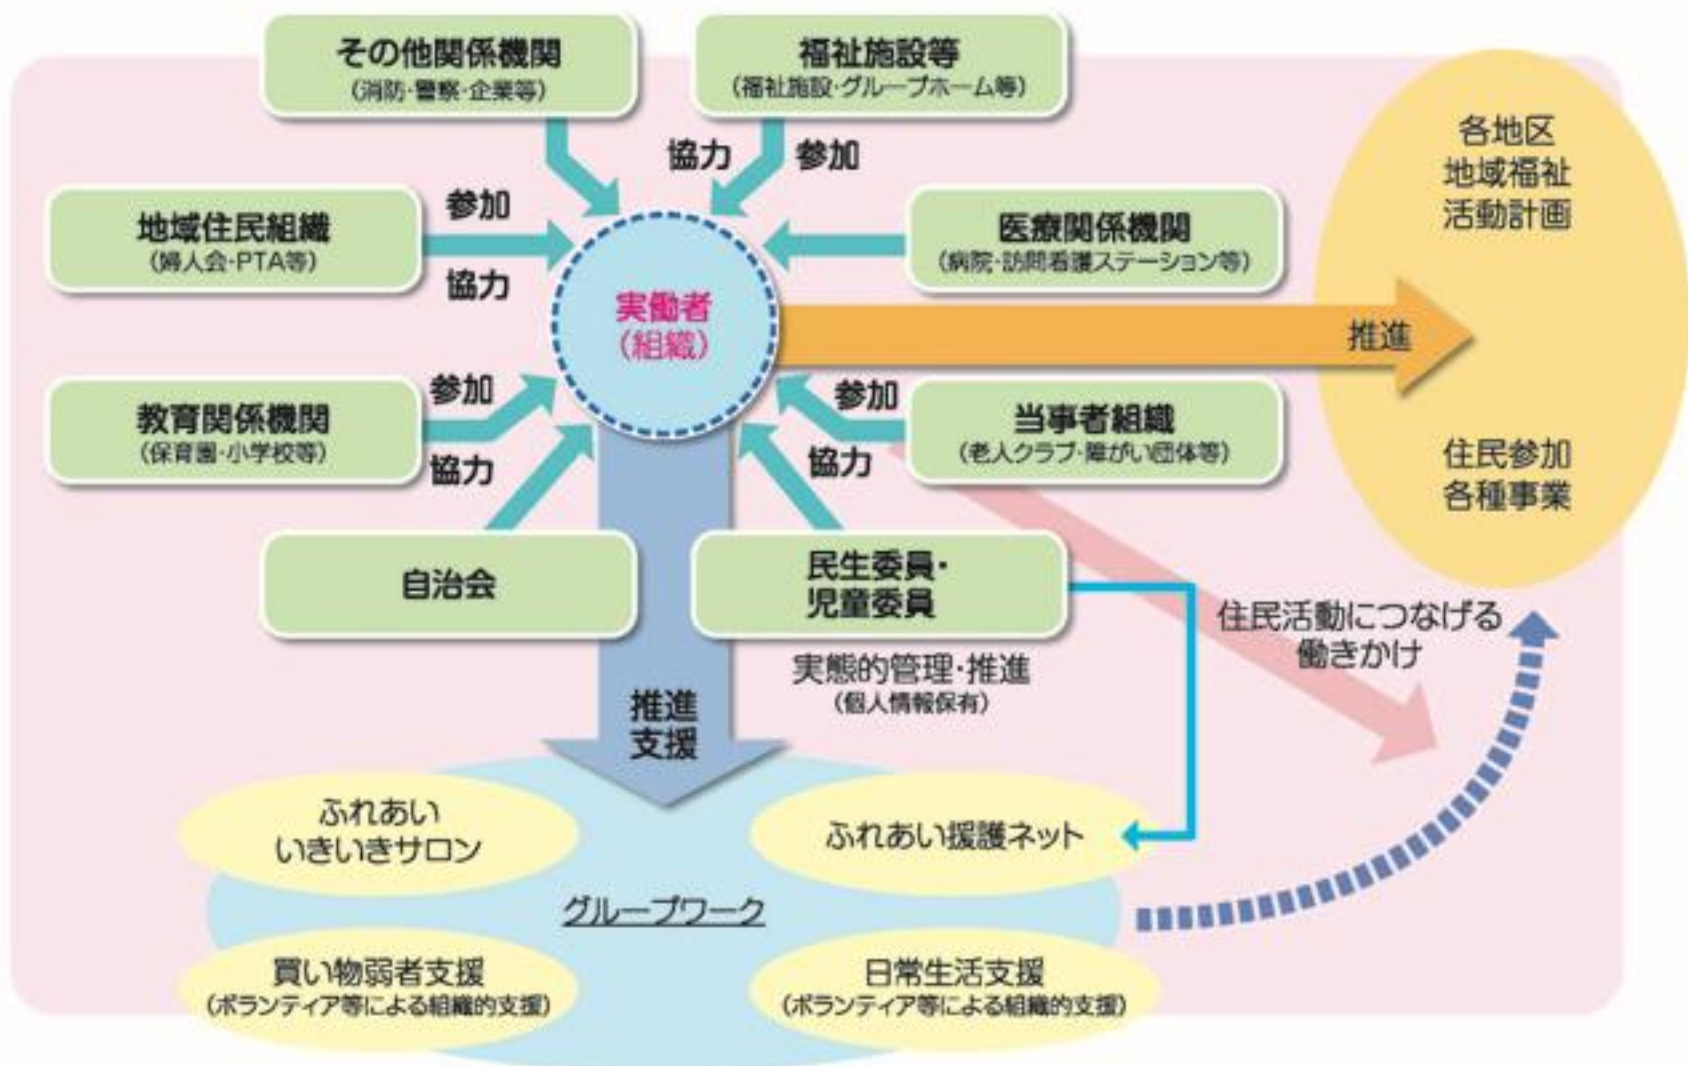 その他関係機関
(消防・警察・企業等)
福祉施設等
(福祉施設・グループホーム等)
協力
参加
各地区
地域福祉
活動計画
地域住民組織
(婦人会・PTA等)
参加
協力
医療関係機関
(病院・訪問看護ステーション等)
実働者
(組織)
推進
教育関係機関
(保育園・小学校等)
参加
協力
参加
協力
当事者組織
(老人クラブ・障がい団体等)
住民参加
各種事業
自治会
民生委員・
児童委員
実態的管理・推進
(個人情報保有)
住民活動につなげる
働きかけ
推進
支援
ふれあい
いきいきサロン
ふれあい援護ネット
グループワーク
買い物弱者支援
(ボランティア等による組織的支援)
日常生活支援
(ボランティア等による組織的支援)